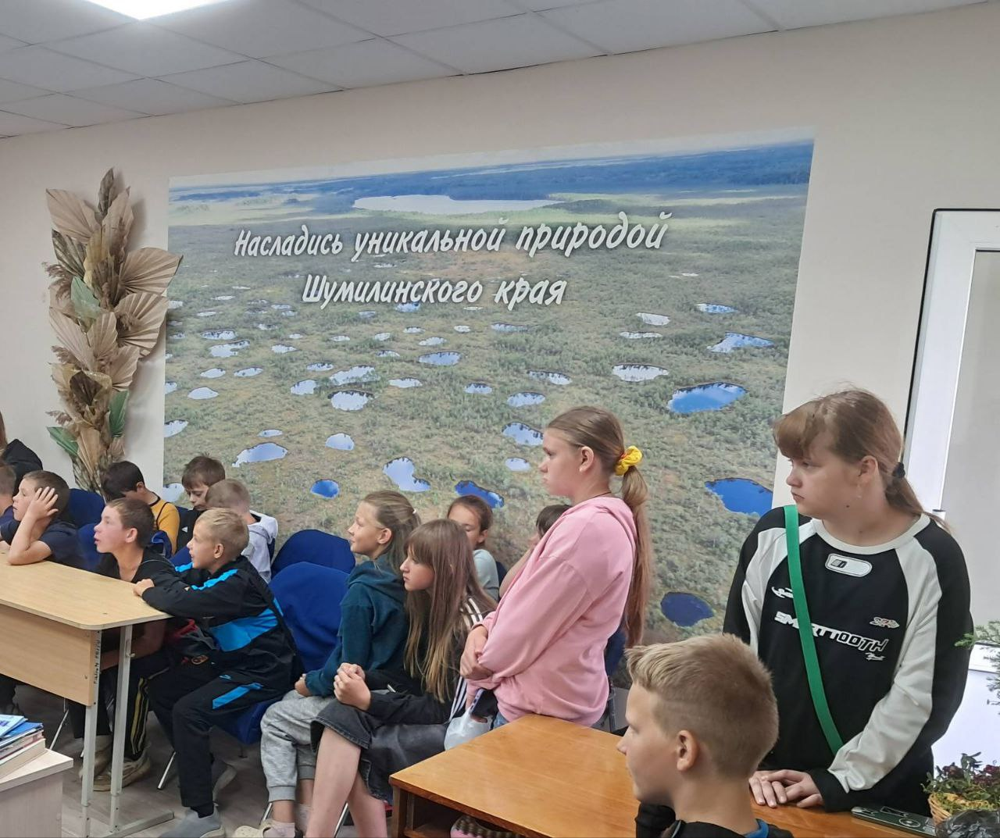 Насладись уникальной природой
Шумилинского края
SMARTTOOTH